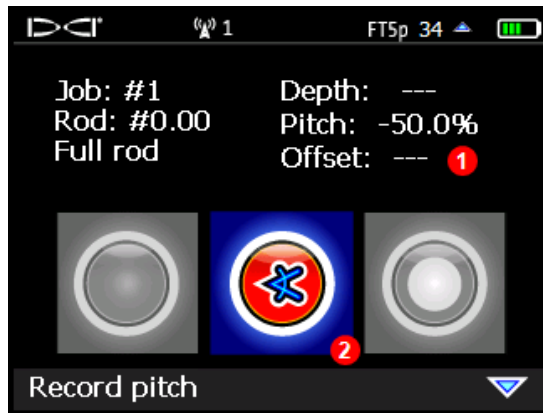 DCI 1 FT5p 34
Job: #1 Depth: ---
Rod: #0.00 Pitch: -50.0%
Full rod Offset: --- 1
2
Record pitch